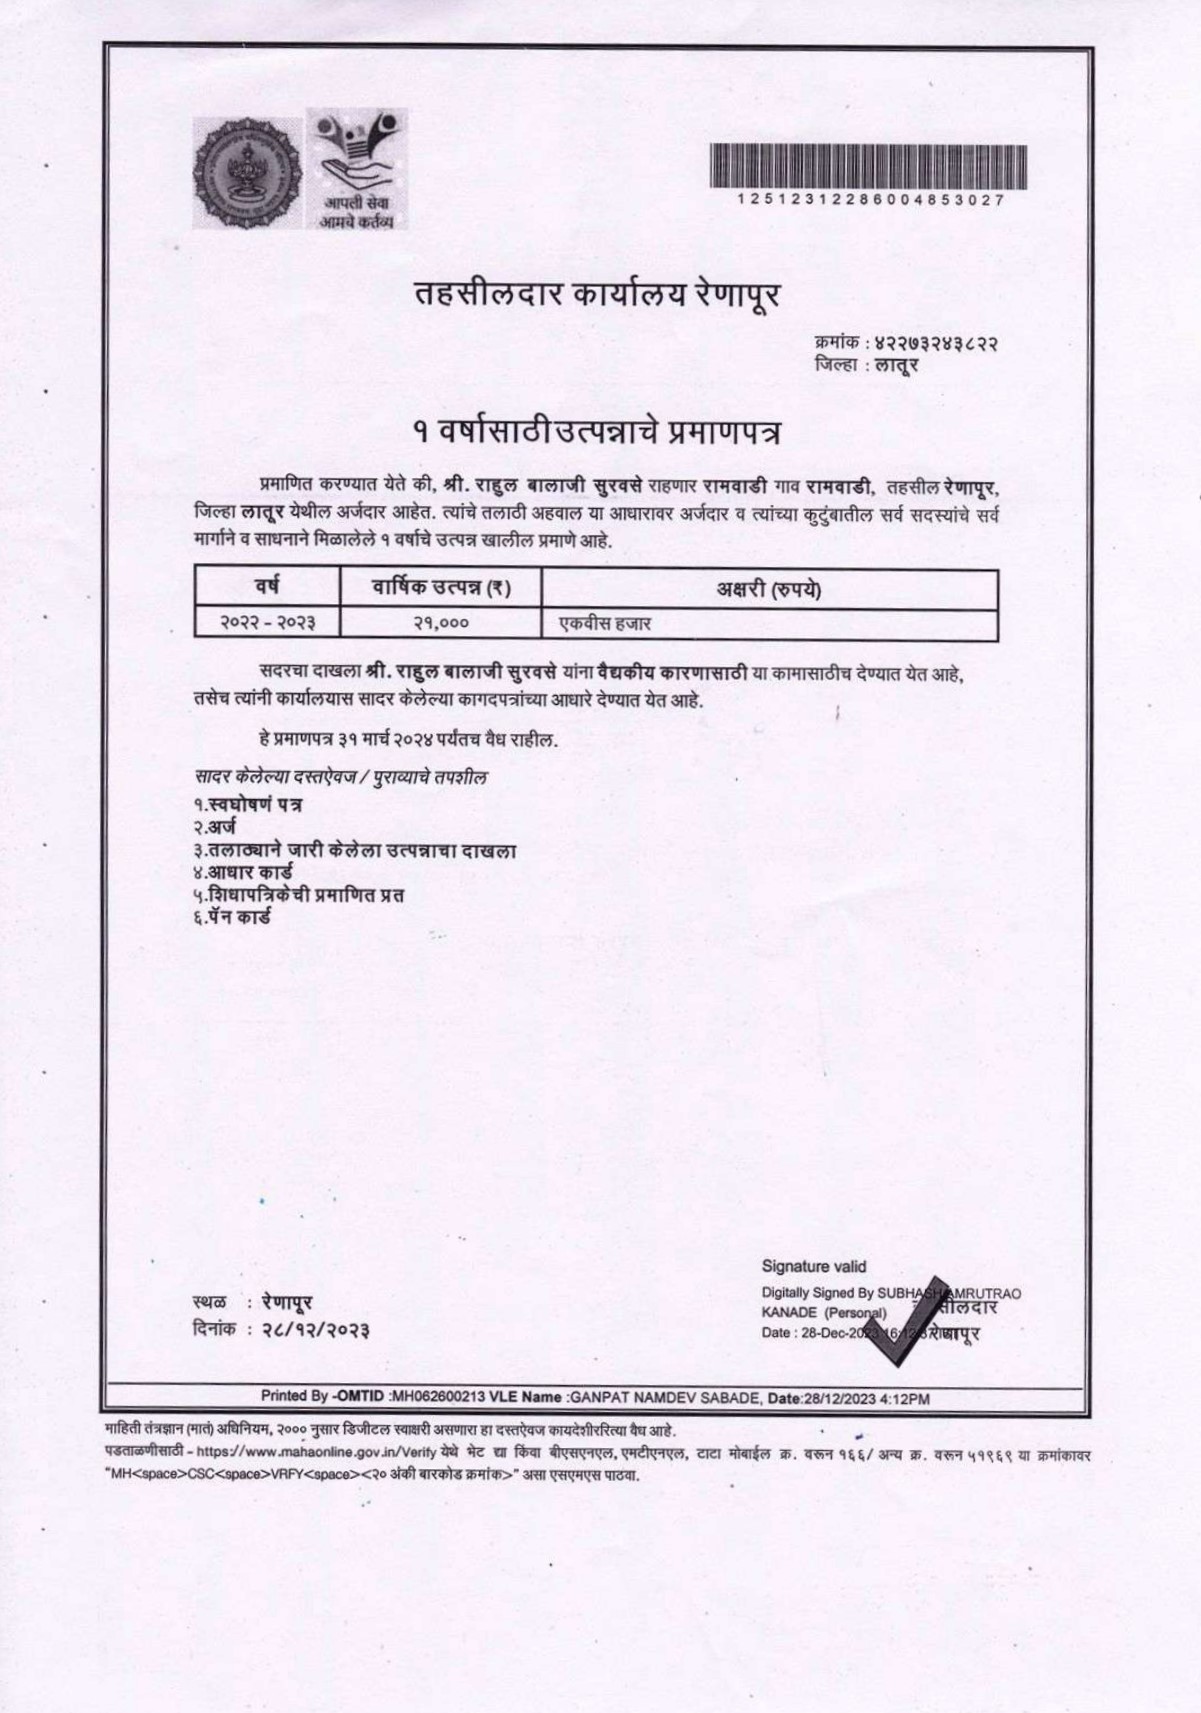 आपली सेवा
आमचे कर्तव्य
12512312286004853027
तहसीलदार कार्यालय रेणापूर
क्रमांक : ४२२७३२४३८२२
जिल्हा : लातूर
१ वर्षासाठी उत्पन्नाचे प्रमाणपत्र
प्रमाणित करण्यात येते की, श्री. राहुल बालाजी सुरवसे राहणार रामवाडी गाव रामवाडी, तहसील रेणापूर,
जिल्हा लातूर येथील अर्जदार आहेत. त्यांचे तलाठी अहवाल या आधारावर अर्जदार व त्यांच्या कुटुंबातील सर्व सदस्यांचे सर्व
मार्गाने व साधनाने मिळालेले १ वर्षाचे उत्पन्न खालील प्रमाणे आहे.
वर्ष वार्षिक उत्पन्न (₹) अक्षरी (रुपये)
२०२२ - २०२३ २१,००० एकवीस हजार
सदरचा दाखला श्री. राहुल बालाजी सुरवसे यांना वैद्यकीय कारणासाठी या कामासाठीच देण्यात येत आहे,
तसेच त्यांनी कार्यालयास सादर केलेल्या कागदपत्रांच्या आधारे देण्यात येत आहे.
हे प्रमाणपत्र ३१ मार्च २०२४ पर्यंतच वैध राहील.
सादर केलेल्या दस्तऐवज / पुराव्याचे तपशील
१.स्वघोषणं पत्र
२.अर्ज
३.तलाठ्याने जारी केलेला उत्पन्नाचा दाखला
४.आधार कार्ड
५.शिधापत्रिकेची प्रमाणित प्रत
६.पॅन कार्ड
स्थळ : रेणापूर
दिनांक : २८/१२/२०२३
Signature valid
Digitally Signed By SUBHASH AMRUTRAO
KANADE (Personal)
Date : 28-Dec-2023
Printed By -OMTID :MH062600213 VLE Name :GANPAT NAMDEV SABADE, Date:28/12/2023 4:12PM
माहिती तंत्रज्ञान (मातं) अधिनियम, २००० नुसार डिजीटल स्वाक्षरी असणारा हा दस्तऐवज कायदेशीररित्या वैध आहे.
पडताळणीसाठी - https://www.mahaonline.gov.in/Verify येथे भेट द्या किंवा बीएसएनएल, एमटीएनएल, टाटा मोबाईल क्र. वरून १६६/ अन्य क्र. वरून ५१९६९ या क्रमांकावर
"MH<space>CSC<space>VRFY<space><२० अंकी बारकोड क्रमांक>" असा एसएमएस पाठवा.